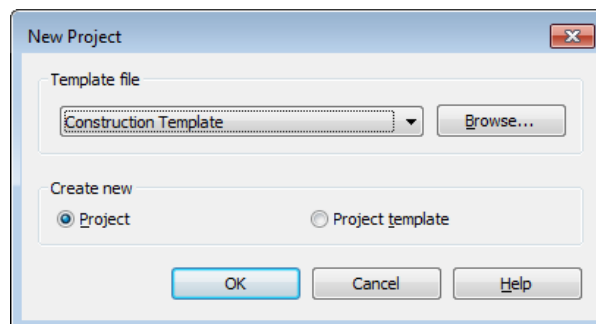 New Project
Template file
Construction Template
Browse...
Create new
Project
Project template
OK
Cancel
Help